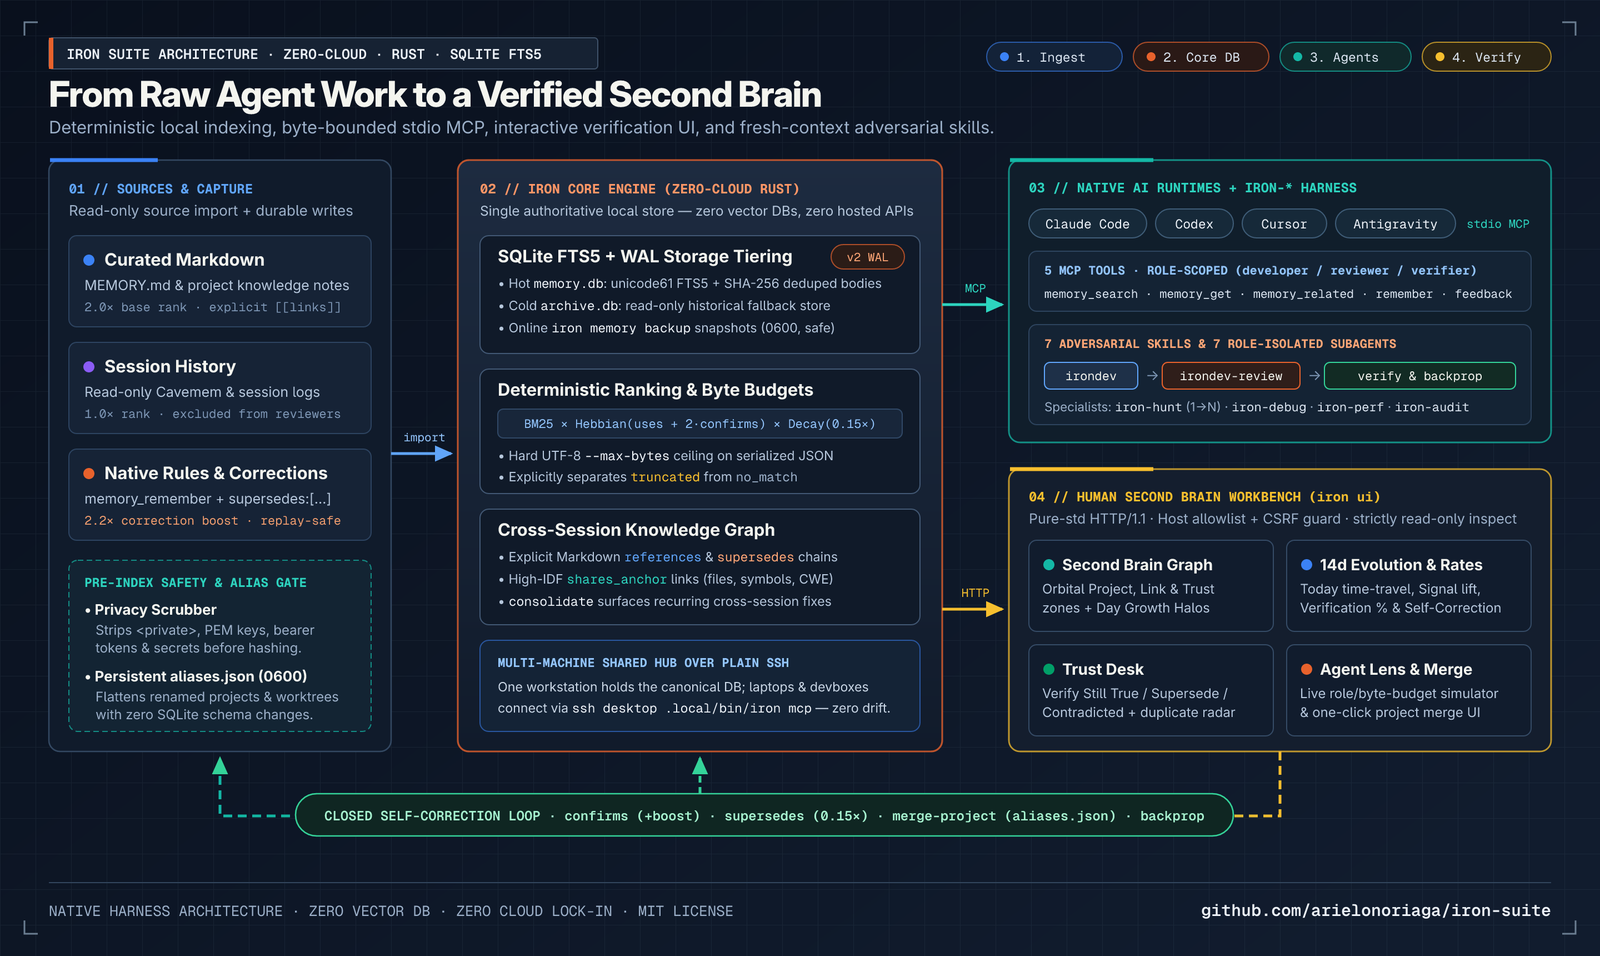 IRON SUITE ARCHITECTURE · ZERO-CLOUD · RUST · SQLITE FTS5
1. Ingest
2. Core DB
3. Agents
4. Verify
From Raw Agent Work to a Verified Second Brain
Deterministic local indexing, byte-bounded stdio MCP, interactive verification UI, and fresh-context adversarial skills.
01 // SOURCES & CAPTURE
Read-only source import + durable writes
Curated Markdown
MEMORY.md & project knowledge notes
2.0× base rank · explicit [[links]]
Session History
Read-only Cavemem & session logs
1.0× rank · excluded from reviewers
Native Rules & Corrections
memory_remember + supersedes:[...]
2.2× correction boost · replay-safe
PRE-INDEX SAFETY & ALIAS GATE
• Privacy Scrubber
Strips <private>, PEM keys, bearer
tokens & secrets before hashing.
• Persistent aliases.json (0600)
Flattens renamed projects & worktrees
with zero SQLite schema changes.
import
02 // IRON CORE ENGINE (ZERO-CLOUD RUST)
Single authoritative local store — zero vector DBs, zero hosted APIs
SQLite FTS5 + WAL Storage Tiering
v2 WAL
• Hot memory.db: unicode61 FTS5 + SHA-256 deduped bodies
• Cold archive.db: read-only historical fallback store
• Online iron memory backup snapshots (0600, safe)
Deterministic Ranking & Byte Budgets
BM25 × Hebbian(uses + 2·confirms) × Decay(0.15×)
• Hard UTF-8 --max-bytes ceiling on serialized JSON
• Explicitly separates truncated from no_match
Cross-Session Knowledge Graph
• Explicit Markdown references & supersedes chains
• High-IDF shares_anchor links (files, symbols, CWE)
• consolidate surfaces recurring cross-session fixes
MULTI-MACHINE SHARED HUB OVER PLAIN SSH
One workstation holds the canonical DB; laptops & devboxes
connect via ssh desktop .local/bin/iron mcp — zero drift.
MCP
HTTP
03 // NATIVE AI RUNTIMES + IRON-* HARNESS
Claude Code
Codex
Cursor
Antigravity
stdio MCP
5 MCP TOOLS · ROLE-SCOPED (developer / reviewer / verifier)
memory_search · memory_get · memory_related · remember · feedback
7 ADVERSARIAL SKILLS & 7 ROLE-ISOLATED SUBAGENTS
irondev → irondev-review → verify & backprop
Specialists: iron-hunt (1→N) · iron-debug · iron-perf · iron-audit
04 // HUMAN SECOND BRAIN WORKBENCH (iron ui)
Pure-std HTTP/1.1 · Host allowlist + CSRF guard · strictly read-only inspect
Second Brain Graph
Orbital Project, Link & Trust
zones + Day Growth Halos
14d Evolution & Rates
Today time-travel, Signal lift,
Verification % & Self-Correction
Trust Desk
Verify Still True / Supersede /
Contradicted + duplicate radar
Agent Lens & Merge
Live role/byte-budget simulator
& one-click project merge UI
CLOSED SELF-CORRECTION LOOP · confirms (+boost) · supersedes (0.15×) · merge-project (aliases.json) · backprop
NATIVE HARNESS ARCHITECTURE · ZERO VECTOR DB · ZERO CLOUD LOCK-IN · MIT LICENSE
github.com/arielonoriaga/iron-suite